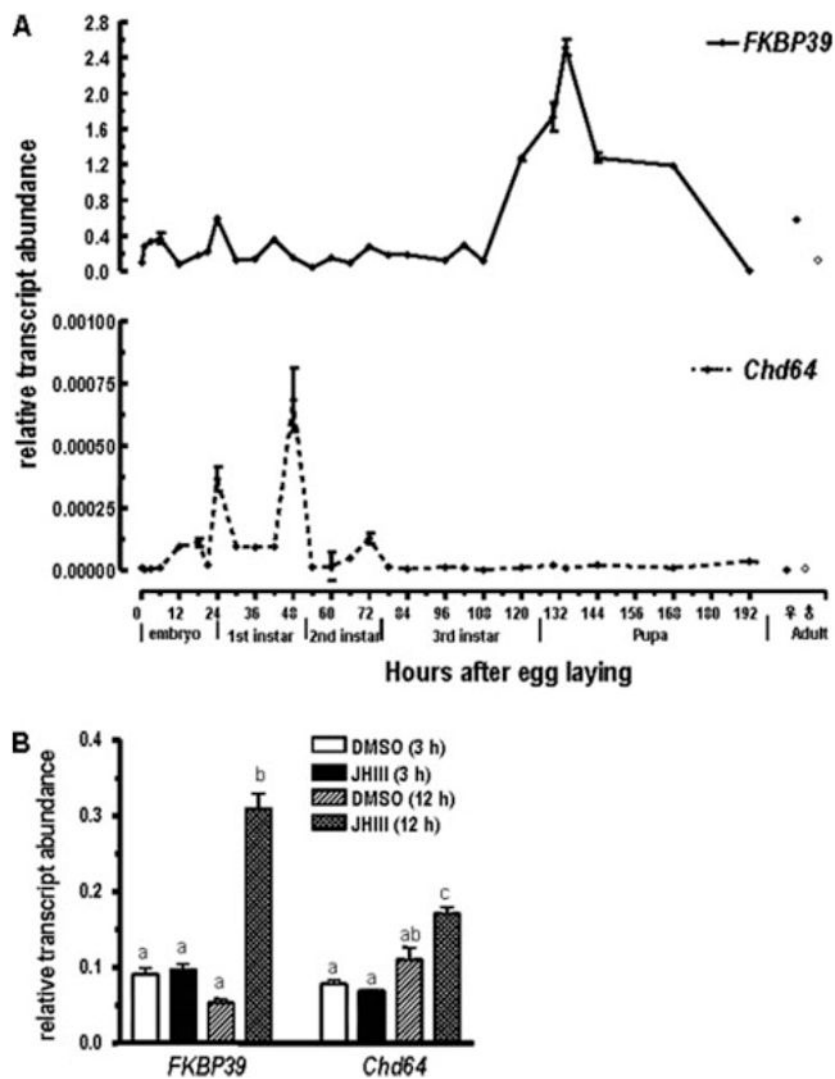 A
2.8
2.4
2.0
1.6
1.2
0.8
0.4
0.0
relative transcript abundance
FKBP39
0.00100
0.00075
0.00050
0.00025
0.00000
Chd64
0 12 24 36 48 60 72 84 96 108 120 132 144 156 168 180 192 ♀ ♂
embryo 1st instar 2nd instar 3rd instar Pupa Adult
Hours after egg laying
B
0.4
0.3
0.2
0.1
0.0
relative transcript abundance
DMSO (3 h)
JHIII (3 h)
DMSO (12 h)
JHIII (12 h)
a a a b a a ab c
FKBP39 Chd64